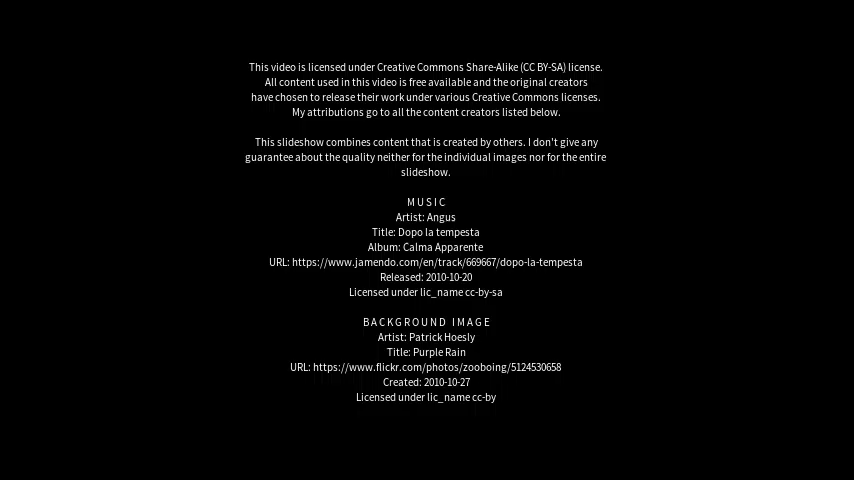 This video is licensed under Creative Commons Share-Alike (CC BY-SA) license.
All content used in this video is free available and the original creators
have chosen to release their work under various Creative Commons licenses.
My attributions go to all the content creators listed below.
This slideshow combines content that is created by others. I don't give any
guarantee about the quality neither for the individual images nor for the entire
slideshow.
MUSIC
Artist: Angus
Title: Dopo la tempesta
Album: Calma Apparente
URL: https://www.jamendo.com/en/track/669667/dopo-la-tempesta
Released: 2010-10-20
Licensed under lic_name cc-by-sa
BACKGROUND IMAGE
Artist: Patrick Hoesly
Title: Purple Rain
URL: https://www.flickr.com/photos/zooboing/5124530658
Created: 2010-10-27
Licensed under lic_name cc-by